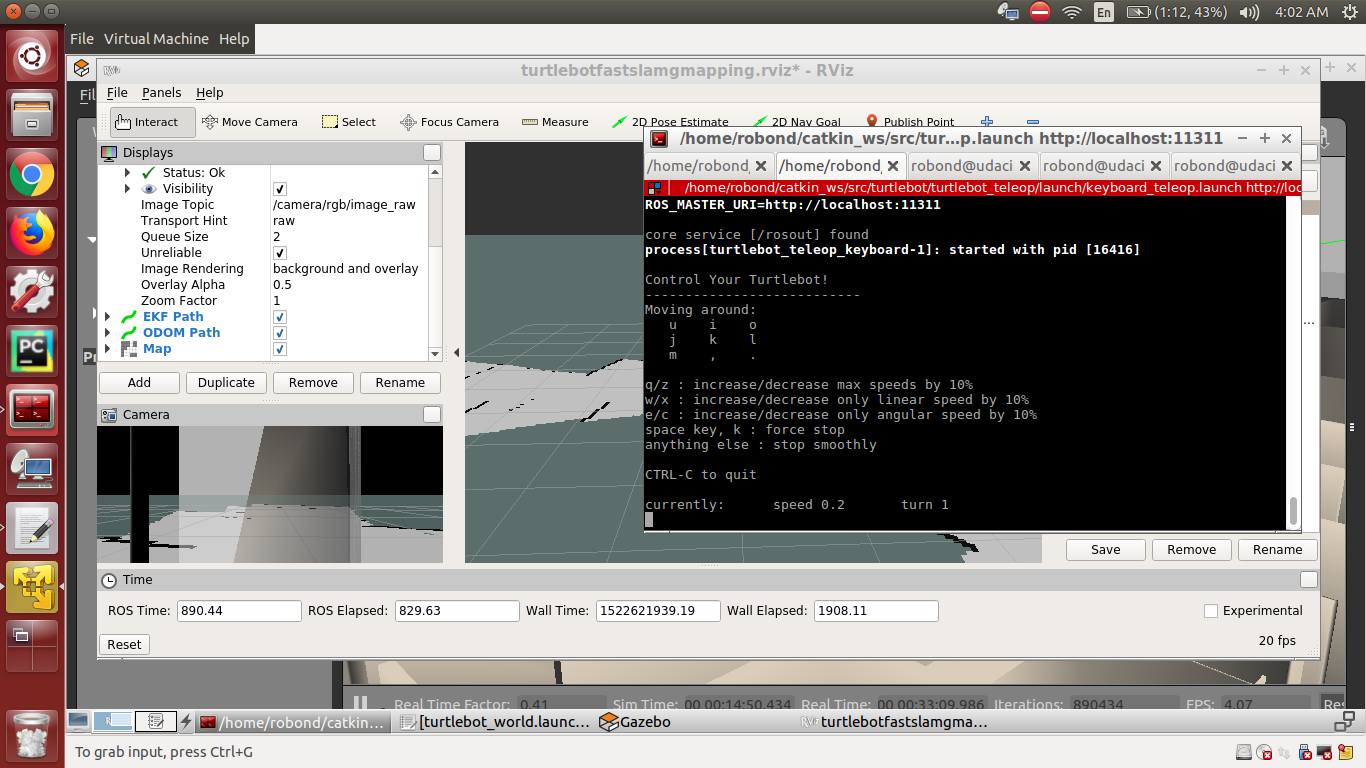 En
(1:12, 43%)
4:02 AM
File Virtual Machine Help
turtlebotfastslamgmapping.rviz* - RViz
File Panels Help
Interact Move Camera Select Focus Camera Measure 2D Pose Estimate 2D Nav Goal Publish Point
Displays
Status: Ok
Visibility
Image Topic /camera/rgb/image_raw
Transport Hint raw
Queue Size 2
Unreliable
Image Rendering background and overlay
Overlay Alpha 0.5
Zoom Factor 1
EKF Path
ODOM Path
Map
Add Duplicate Remove Rename
Camera
/home/robond/catkin_ws/src/tur...p.launch http://localhost:11311
/home/robond /home/robond robond@udaci robond@udaci robond@udaci
/home/robond/catkin_ws/src/turtlebot/turtlebot_teleop/launch/keyboard_teleop.launch http://loc
ROS_MASTER_URI=http://localhost:11311
core service [/rosout] found
process[turtlebot_teleop_keyboard-1]: started with pid [16416]
Control Your Turtlebot!
---------------------------
Moving around:
u i o
j k l
m , .
q/z : increase/decrease max speeds by 10%
w/x : increase/decrease only linear speed by 10%
e/c : increase/decrease only angular speed by 10%
space key, k : force stop
anything else : stop smoothly
CTRL-C to quit
currently: speed 0.2 turn 1
Save Remove Rename
Time
ROS Time: 890.44 ROS Elapsed: 829.63 Wall Time: 1522621939.19 Wall Elapsed: 1908.11
Experimental
Reset
20 fps
Real Time Factor: 0.41 Sim Time: 00 00:14:50.434 Real Time: 00 00:33:09.986 Iterations: 890434 FPS: 4.07 Res
/home/robond/catkin... [turtlebot_world.launc... Gazebo turtlebotfastslamgma...
To grab input, press Ctrl+G